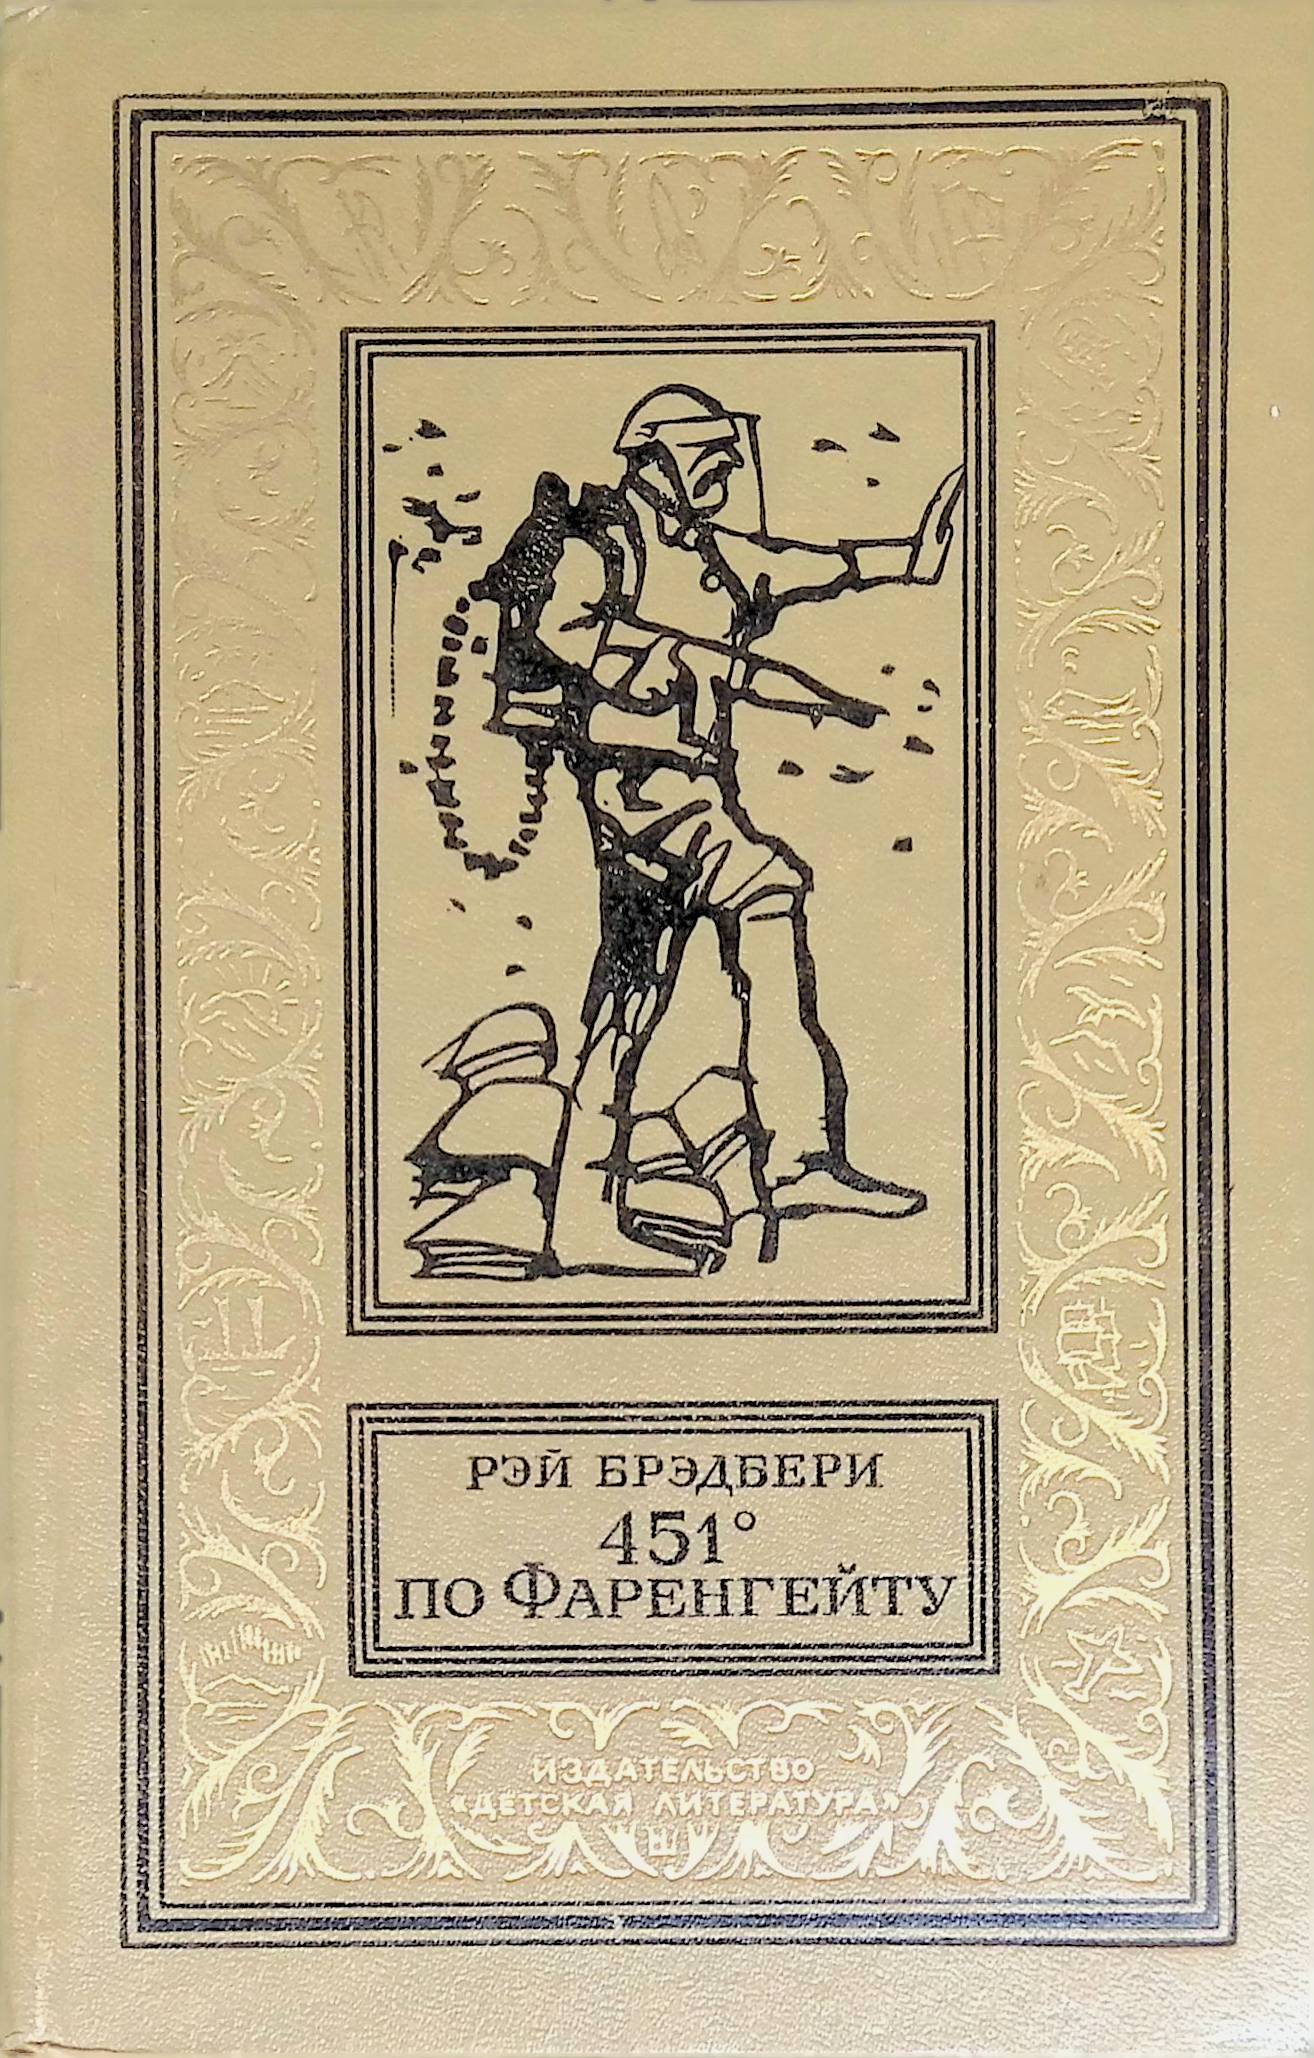 РЭЙ БРЭДБЕРИ
451°
ПО ФАРЕНГЕЙТУ
ИЗДАТЕЛЬСТВО
«ДЕТСКАЯ ЛИТЕРАТУРА»